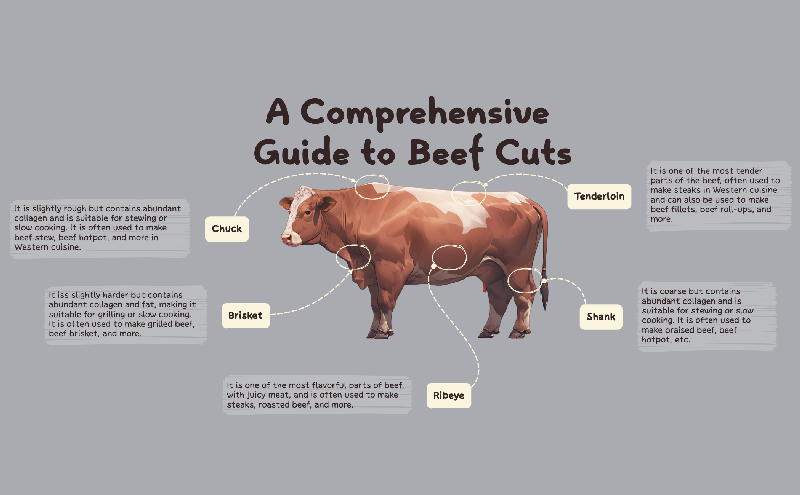 A Comprehensive
Guide to Beef Cuts
It is slightly rough but contains abundant
collagen and is suitable for stewing or
slow cooking. It is often used to make
beef stew, beef hotpot, and more in
Western cuisine.
Chuck
Tenderloin
It is one of the most tender
parts of the beef, often used to
make steaks in Western cuisine
and can also be used to make
beef fillets, beef roll-ups, and
more.
It iss slightly harder but contains
abundant collagen and fat, making it
suitable for grilling or slow cooking.
It is often used to make grilled beef,
beef brisket, and more.
Brisket
Shank
It is coarse but contains
abundant collagen and is
suitable for stewing or slow
cooking. It is often used to
make braised beef, beef
hotpot, etc.
It is one of the most flavorful, parts of beef,
with juicy meat, and is often used to make
steaks, roasted beef, and more.
Ribeye